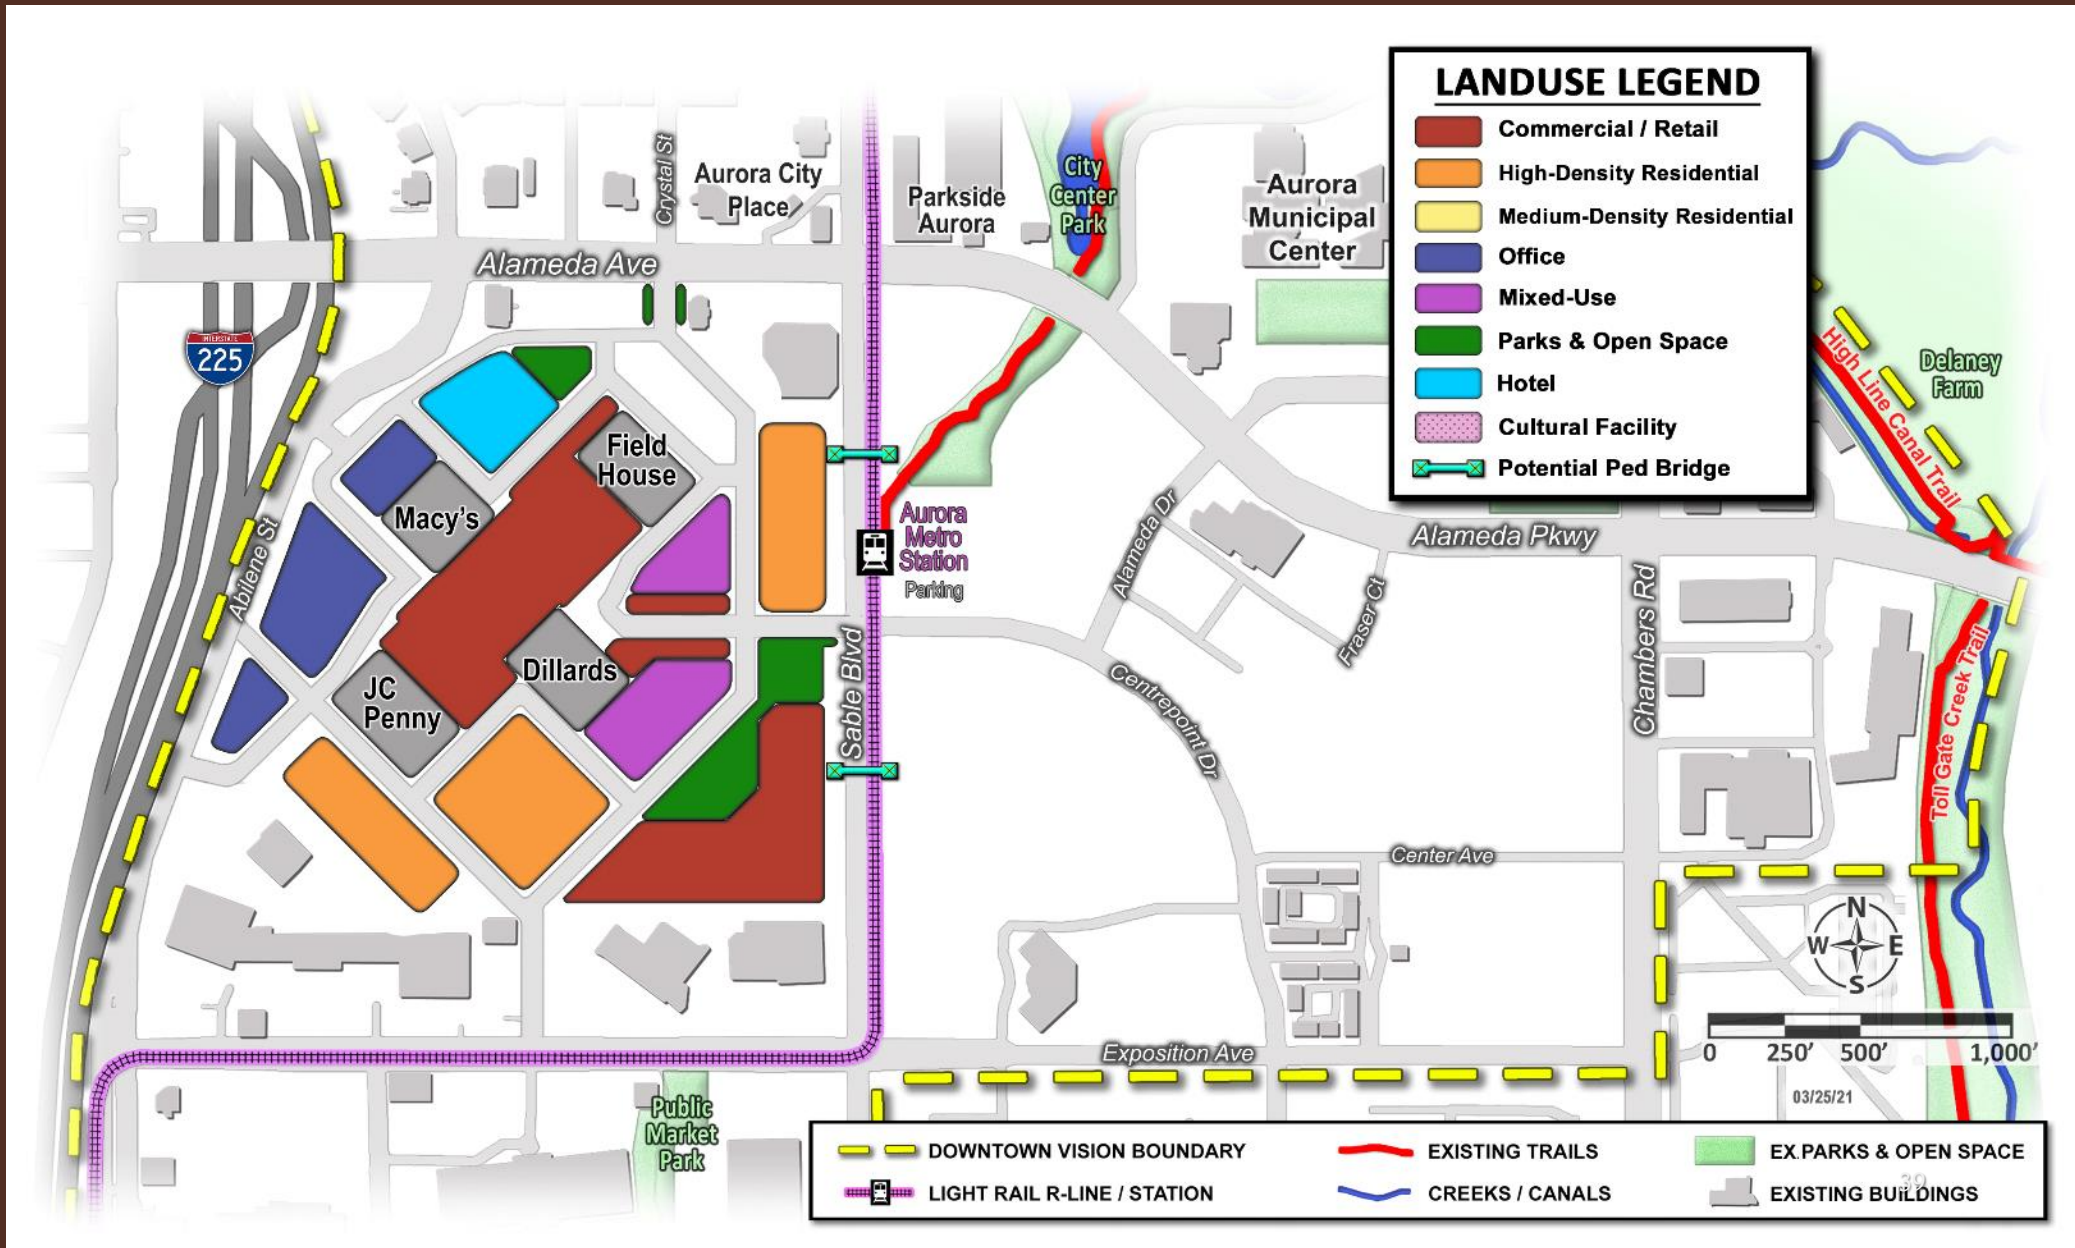 LANDUSE LEGEND
Commercial / Retail
High-Density Residential
Medium-Density Residential
Office
Mixed-Use
Parks & Open Space
Hotel
Cultural Facility
Potential Ped Bridge
Crystal St
Aurora City
Place
Parkside
Aurora
City
Center
Park
Aurora
Municipal
Center
Alameda Ave
INTERSTATE
225
High Line Canal Trail
Delaney
Farm
Field
House
Macy's
Abilene St
Aurora
Metro
Station
Parking
Alameda Dr
Alameda Pkwy
Fraser Ct
Chambers Rd
Dillards
JC
Penny
Sable Blvd
Centrepoint Dr
Toll Gate Creek Trail
Center Ave
N
W
E
S
0 250' 500' 1,000'
Exposition Ave
03/25/21
Public
Market
Park
DOWNTOWN VISION BOUNDARY
EXISTING TRAILS
EX.PARKS & OPEN SPACE
LIGHT RAIL R-LINE / STATION
CREEKS / CANALS
EXISTING BUILDINGS
39